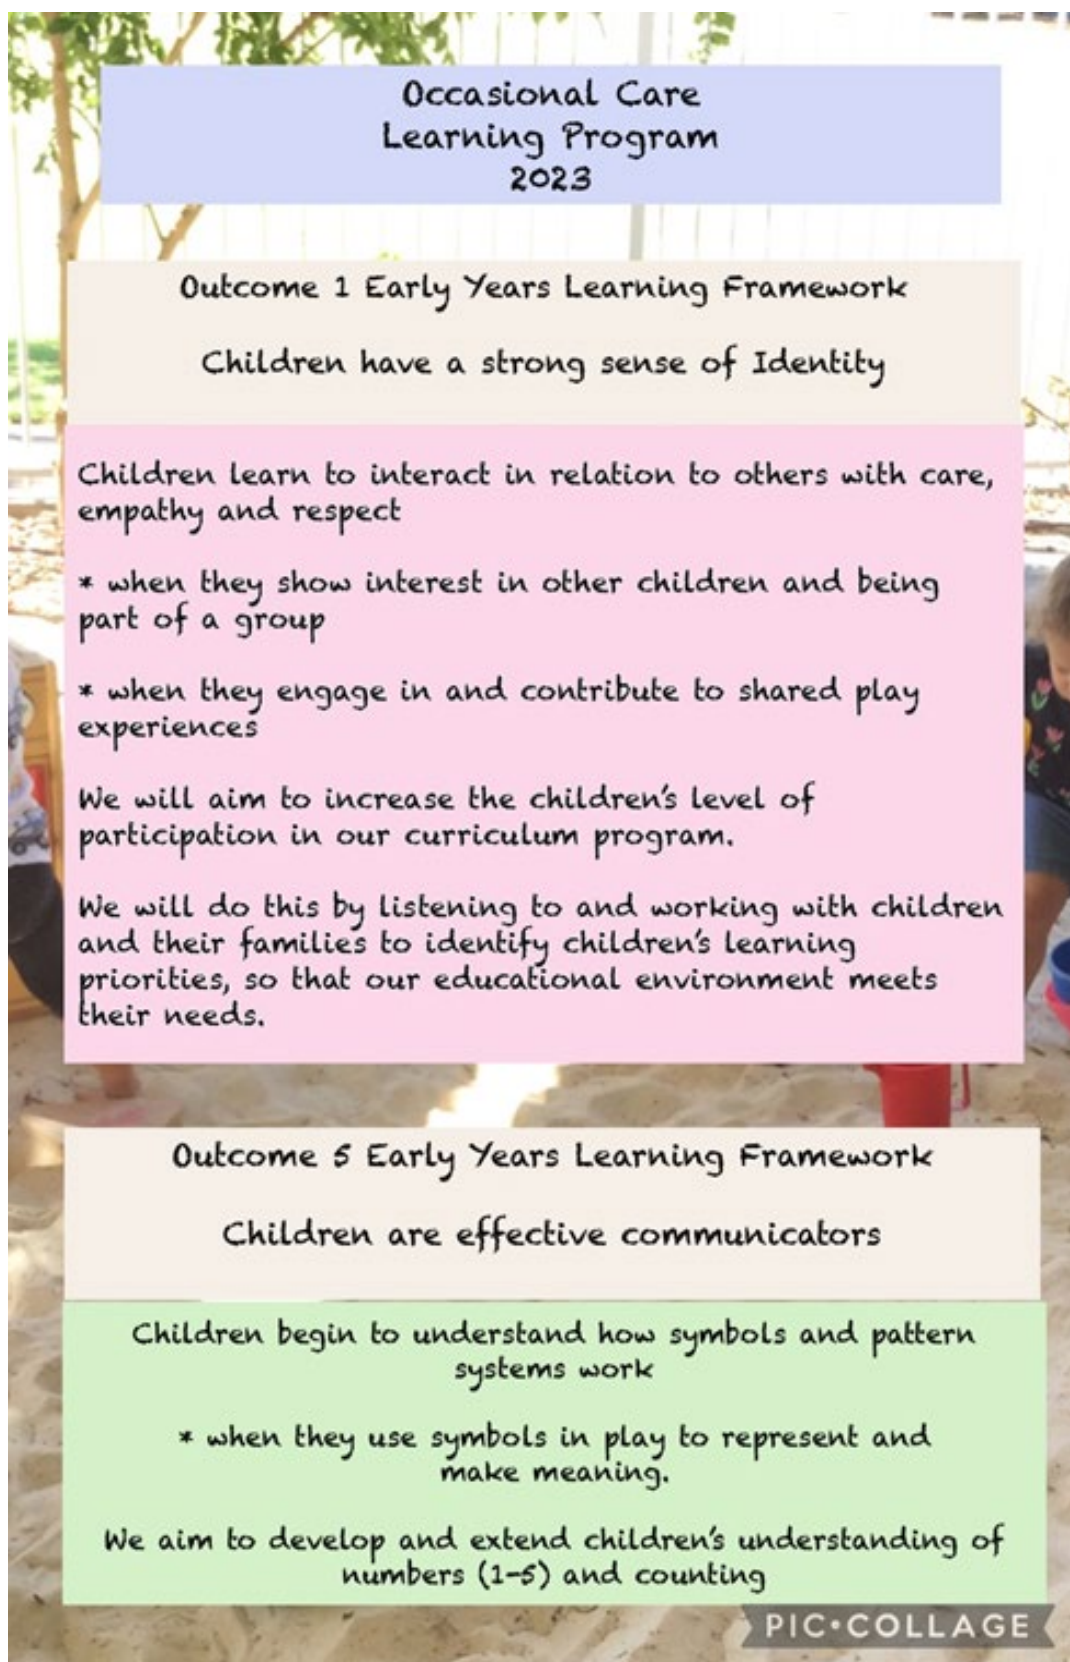 Occasional Care
Learning Program
2023
Outcome 1 Early Years Learning Framework
Children have a strong sense of Identity
Children learn to interact in relation to others with care,
empathy and respect
* when they show interest in other children and being
part of a group
* when they engage in and contribute to shared play
experiences
We will aim to increase the children's level of
participation in our curriculum program.
We will do this by listening to and working with children
and their families to identify children's learning
priorities, so that our educational environment meets
their needs.
Outcome 5 Early Years Learning Framework
Children are effective communicators
Children begin to understand how symbols and pattern
systems work
* when they use symbols in play to represent and
make meaning.
We aim to develop and extend children's understanding of
numbers (1-5) and counting
PIC•COLLAGE